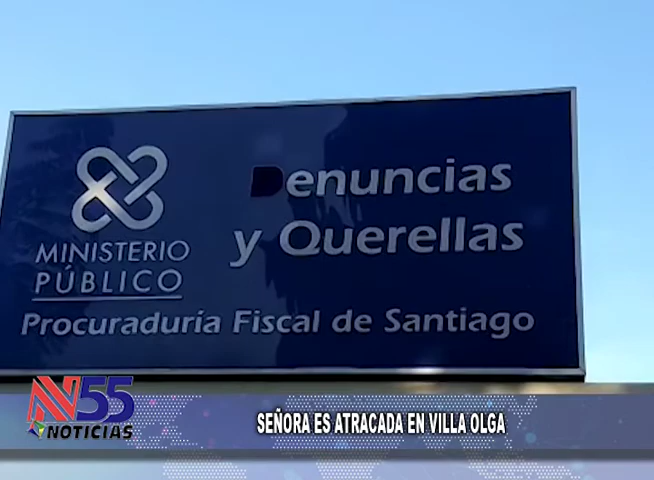 Denuncias
y Querellas
MINISTERIO
PÚBLICO
Procuraduría Fiscal de Santiago
N55
NOTICIAS
SEÑORA ES ATRACADA EN VILLA OLGA